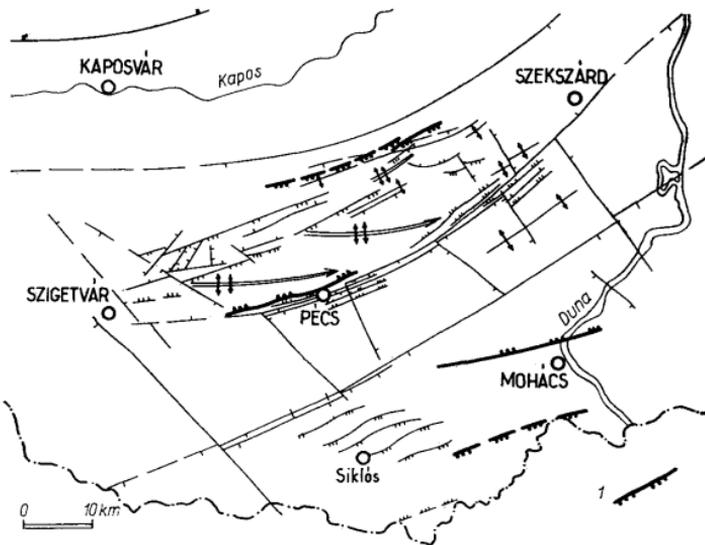 KAPOSVÁR
Kapos
SZEKSZÁRD
SZIGETVÁR
PÉCS
Duna
MOHÁCS
Siklós
1
0 10 km